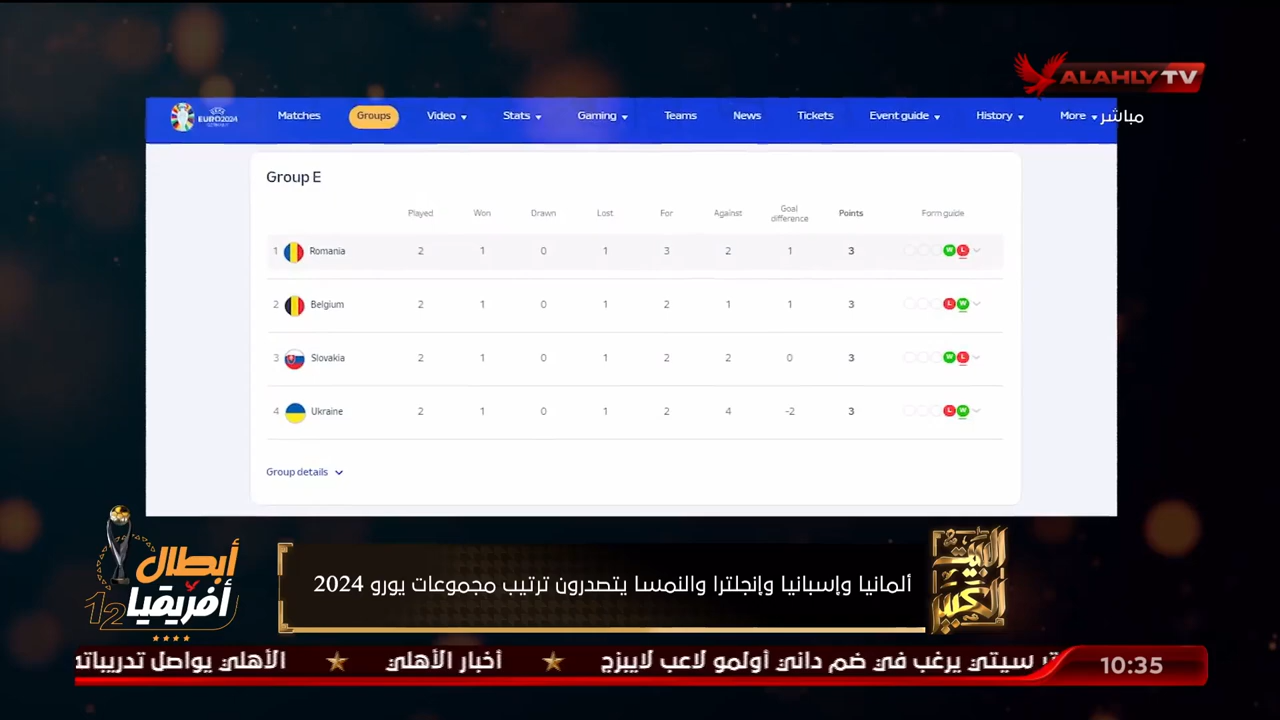 ALAHLY TV
مباشر
UEFA EURO2024 GERMANY
Matches Groups Video Stats Gaming Teams News Tickets Event guide History More
Group E
Played Won Drawn Lost For Against Goal difference Points Form guide
1 Romania 2 1 0 1 3 2 1 3 W L
2 Belgium 2 1 0 1 2 1 1 3 L W
3 Slovakia 2 1 0 1 2 2 0 3 W L
4 Ukraine 2 1 0 1 2 4 -2 3 L W
Group details
أبطال أفريقيا 12
ألمانيا وإسبانيا وإنجلترا والنمسا يتصدرون ترتيب مجموعات يورو 2024
البيت الكبير
10:35
تر سيتي يرغب في ضم داني أولمو لاعب لايبزج ★ أخبار الأهلي ★ الأهلي يواصل تدريباته